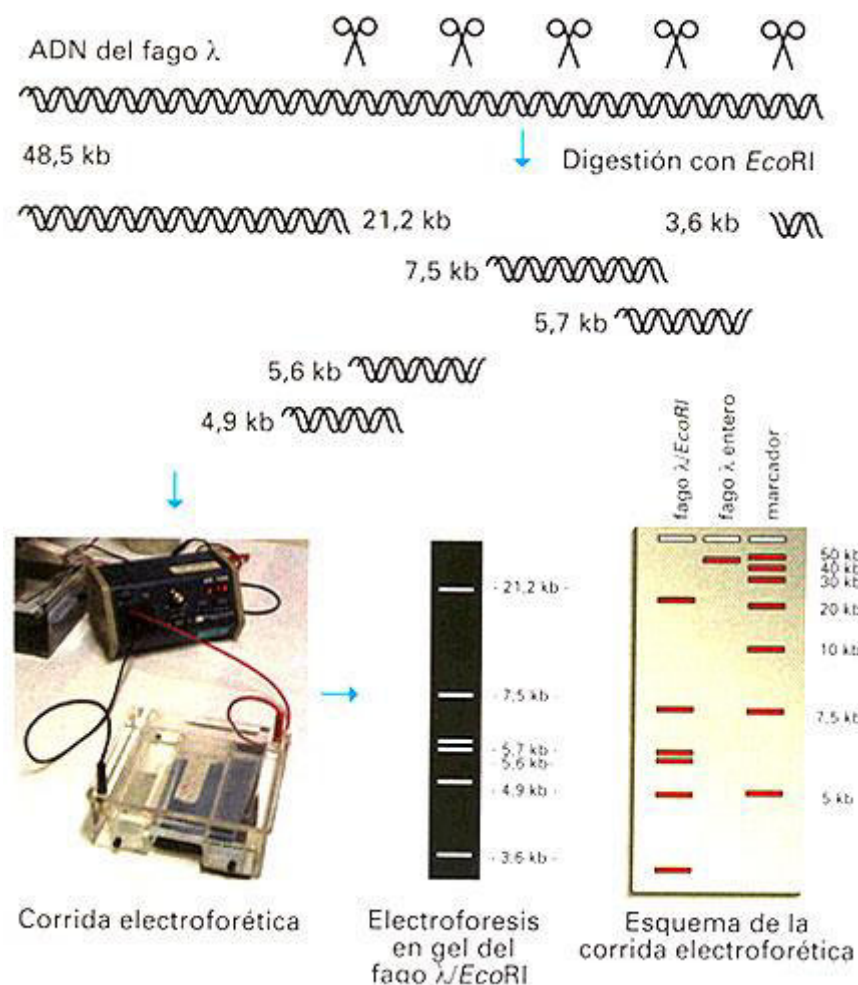 ADN del fago λ
48,5 kb
Digestión con EcoRI
21,2 kb
3,6 kb
7,5 kb
5,7 kb
5,6 kb
4,9 kb
fago λ/EcoRI
fago λ entero
marcador
- 21,2 kb -
- 7,5 kb -
- 5,7 kb -
5,6 kb-
- 4,9 kb -
- 3,6 kb -
50 kb
40 kb
30 kb
20 kb
10 kb
7,5 kb
5 kb
Corrida electroforética
Electroforesis
en gel del
fago λ/EcoRI
Esquema de la
corrida electroforética